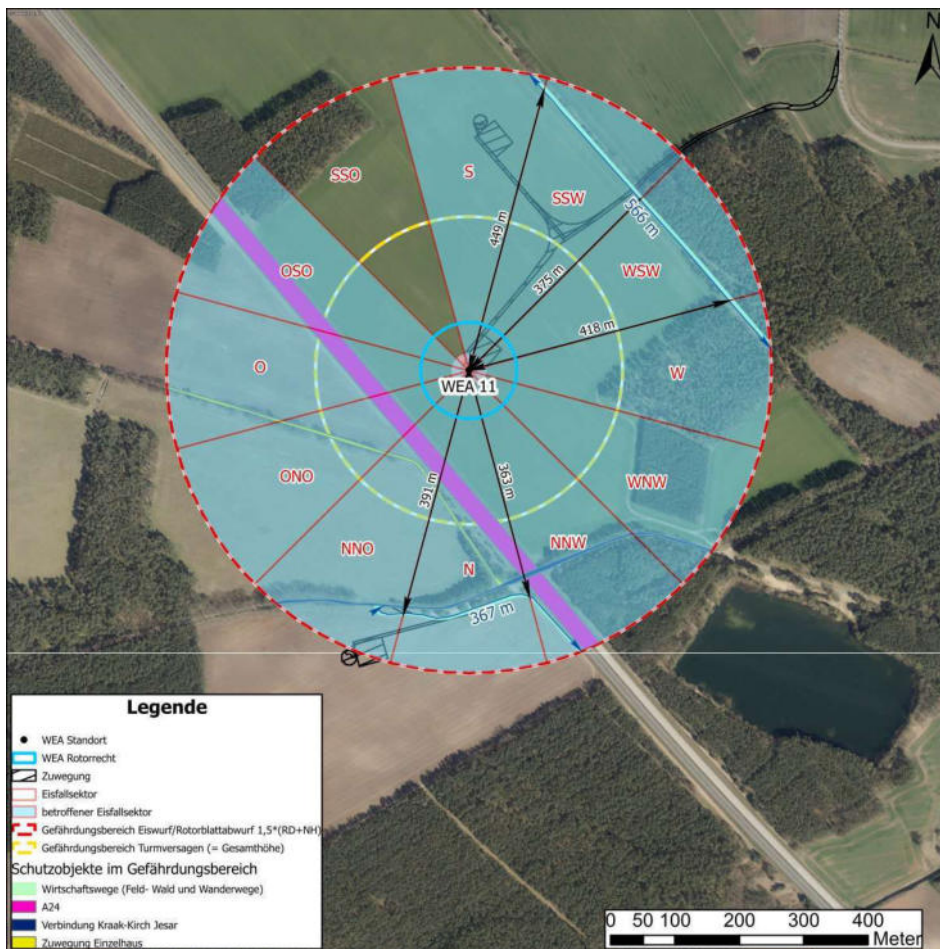 N
SSO
S
SSW
566 m
449 m
OSO
375 m
WSW
418 m
O
WEA 11
W
ONO
391 m
363 m
WNW
NNO
N
NNW
367 m
Legende
WEA Standort
WEA Rotorrecht
Zuwegung
Eisfallsektor
betroffener Eisfallsektor
Gefährdungsbereich Eiswurf/Rotorblattabwurf 1,5*(RD+NH)
Gefährdungsbereich Turmversagen (= Gesamthöhe)
Schutzobjekte im Gefährdungsbereich
Wirtschaftswege (Feld- Wald und Wanderwege)
A24
Verbindung Kraak-Kirch Jesar
Zuwegung Einzelhaus
0 50 100 200 300 400
Meter